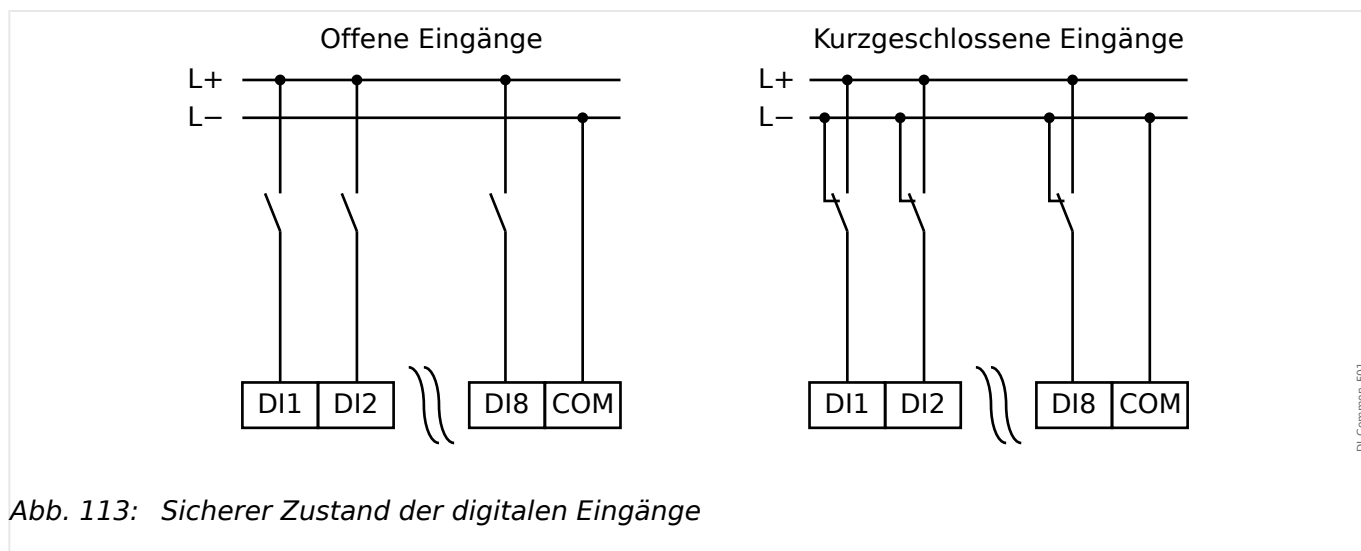 Offene Eingänge
Kurzgeschlossene Eingänge
L+
L−
L+
L−
DI1 DI2 DI8 COM
DI1 DI2 DI8 COM
DI_Common_E01
Abb. 113: Sicherer Zustand der digitalen Eingänge